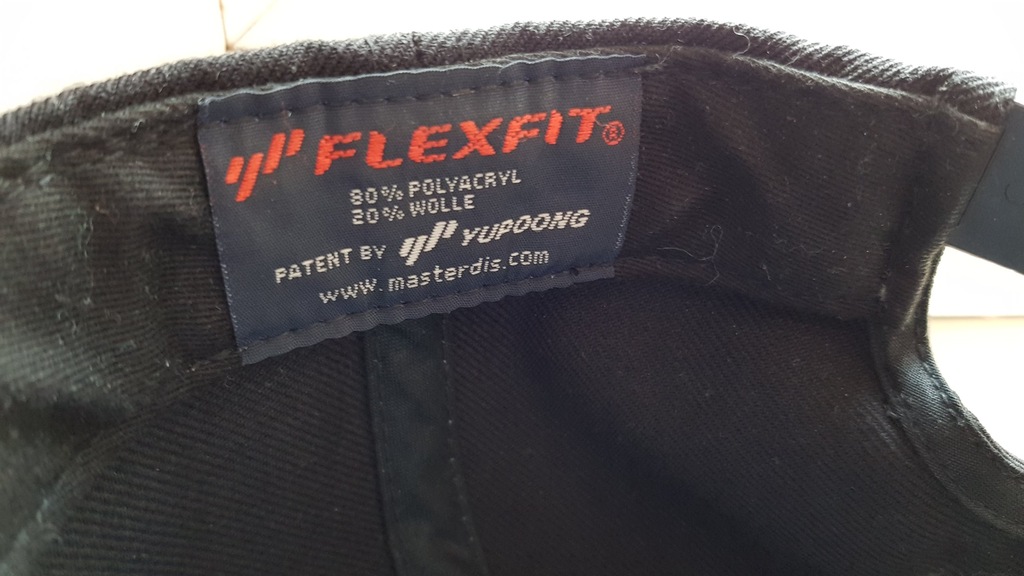 FLEXFIT®
80% POLYACRYL
20% WOLLE
PATENT BY YUPOONG
www.masterdis.com